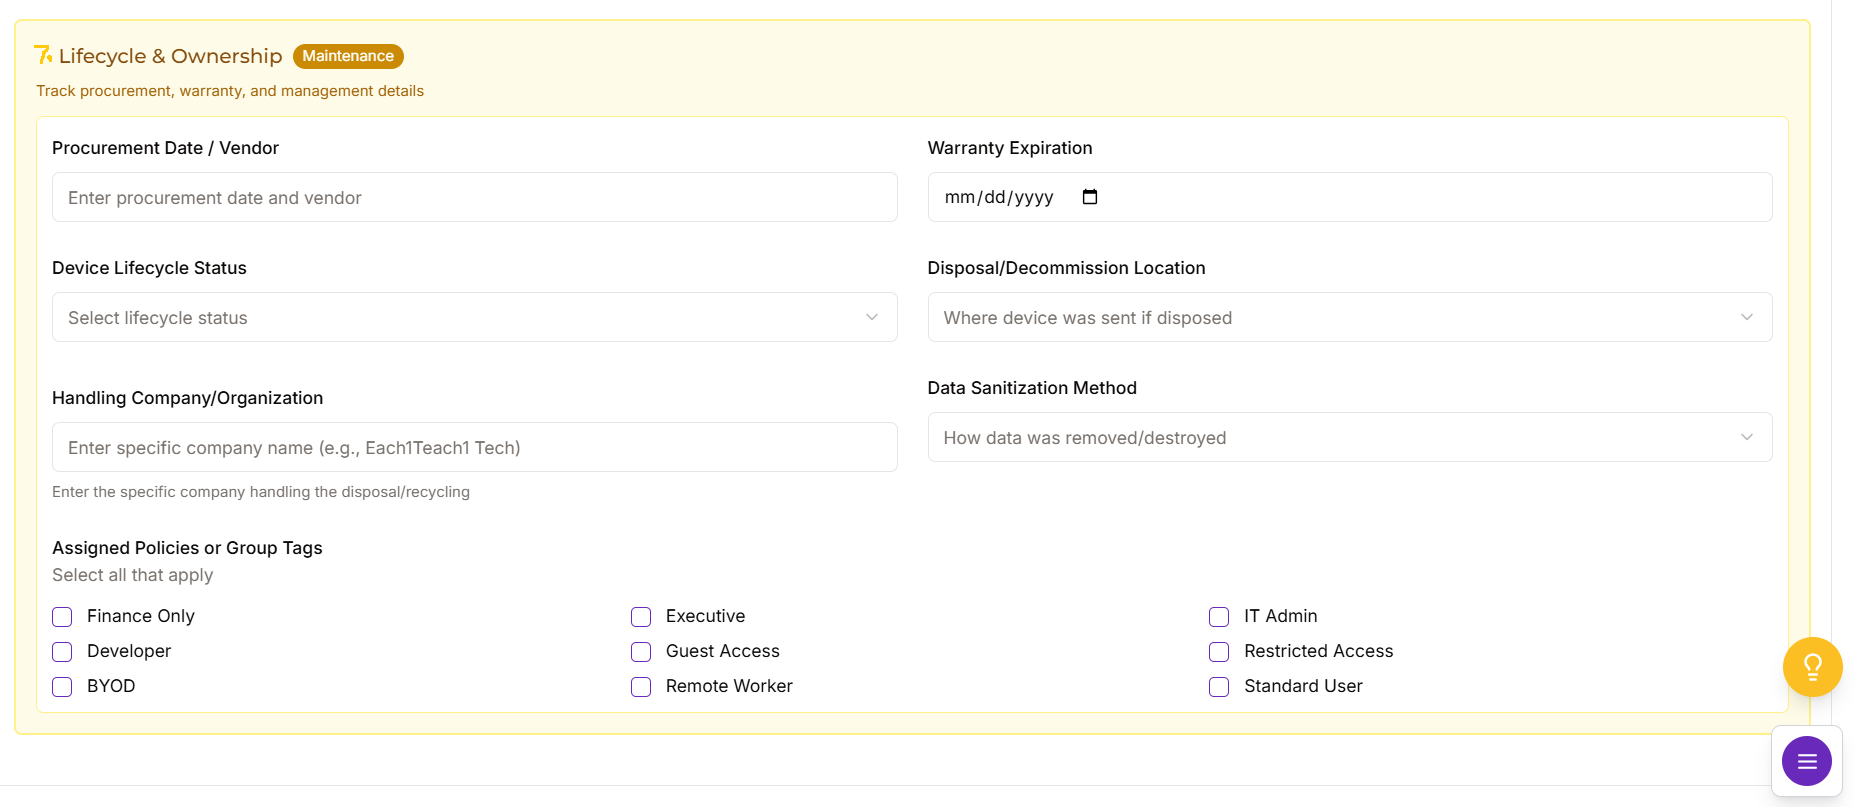 7. Lifecycle & Ownership Maintenance
Track procurement, warranty, and management details
Procurement Date / Vendor
Enter procurement date and vendor
Warranty Expiration
mm/dd/yyyy
Device Lifecycle Status
Select lifecycle status
Disposal/Decommission Location
Where device was sent if disposed
Handling Company/Organization
Enter specific company name (e.g., Each1Teach1 Tech)
Enter the specific company handling the disposal/recycling
Data Sanitization Method
How data was removed/destroyed
Assigned Policies or Group Tags
Select all that apply
Finance Only
Executive
IT Admin
Developer
Guest Access
Restricted Access
BYOD
Remote Worker
Standard User